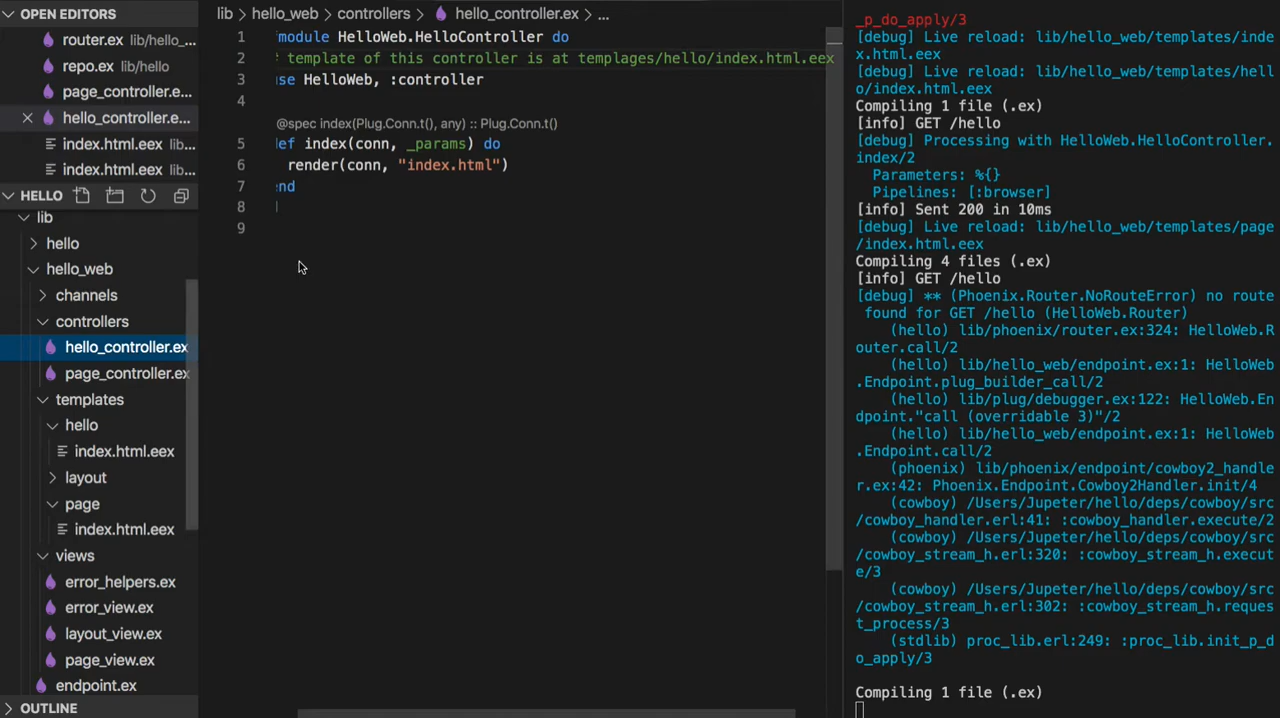 OPEN EDITORS
router.ex lib/hello_...
repo.ex lib/hello
page_controller.e...
hello_controller.e...
index.html.eex lib...
index.html.eex lib...
HELLO
lib
hello
hello_web
channels
controllers
hello_controller.ex
page_controller.ex
templates
hello
index.html.eex
layout
page
index.html.eex
views
error_helpers.ex
error_view.ex
layout_view.ex
page_view.ex
endpoint.ex
OUTLINE
lib > hello_web > controllers > hello_controller.ex > ...
1 fmodule HelloWeb.HelloController do
2 # template of this controller is at templages/hello/index.html.eex
3 use HelloWeb, :controller
4
@spec index(Plug.Conn.t(), any) :: Plug.Conn.t()
5 def index(conn, _params) do
6 render(conn, "index.html")
7 end
8
9
_p_do_apply/3
[debug] Live reload: lib/hello_web/templates/inde
x.html.eex
[debug] Live reload: lib/hello_web/templates/hell
o/index.html.eex
Compiling 1 file (.ex)
[info] GET /hello
[debug] Processing with HelloWeb.HelloController.
index/2
Parameters: %{}
Pipelines: [:browser]
[info] Sent 200 in 10ms
[debug] Live reload: lib/hello_web/templates/page
/index.html.eex
Compiling 4 files (.ex)
[info] GET /hello
[debug] ** (Phoenix.Router.NoRouteError) no route
found for GET /hello (HelloWeb.Router)
(hello) lib/phoenix/router.ex:324: HelloWeb.R
outer.call/2
(hello) lib/hello_web/endpoint.ex:1: HelloWeb
.Endpoint.plug_builder_call/2
(hello) lib/plug/debugger.ex:122: HelloWeb.En
dpoint."call (overridable 3)"/2
(hello) lib/hello_web/endpoint.ex:1: HelloWeb
.Endpoint.call/2
(phoenix) lib/phoenix/endpoint/cowboy2_handle
r.ex:42: Phoenix.Endpoint.Cowboy2Handler.init/4
(cowboy) /Users/Jupeter/hello/deps/cowboy/src
/cowboy_handler.erl:41: :cowboy_handler.execute/2
(cowboy) /Users/Jupeter/hello/deps/cowboy/src
/cowboy_stream_h.erl:320: :cowboy_stream_h.execut
e/3
(cowboy) /Users/Jupeter/hello/deps/cowboy/src
/cowboy_stream_h.erl:302: :cowboy_stream_h.reques
t_process/3
(stdlib) proc_lib.erl:249: :proc_lib.init_p_d
o_apply/3
Compiling 1 file (.ex)